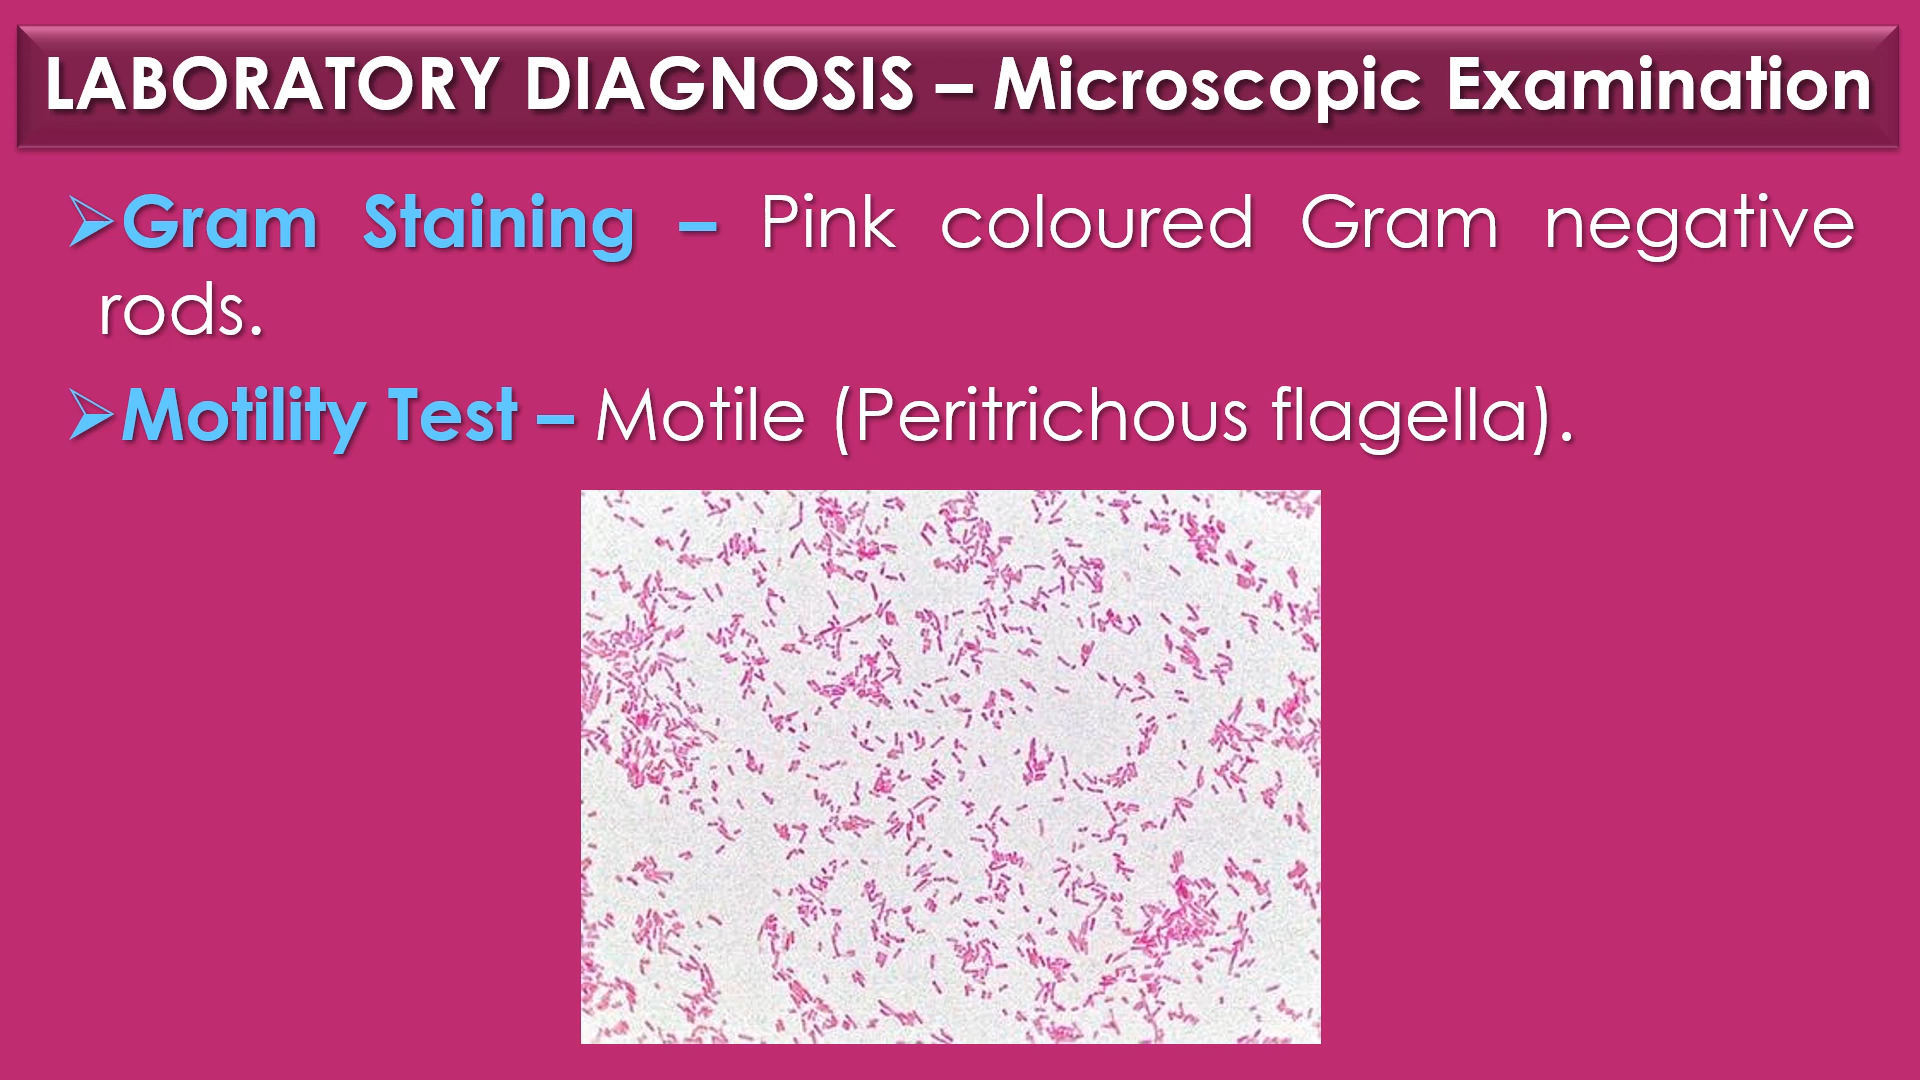 LABORATORY DIAGNOSIS – Microscopic Examination
➢Gram Staining – Pink coloured Gram negative
rods.
➢Motility Test – Motile (Peritrichous flagella).